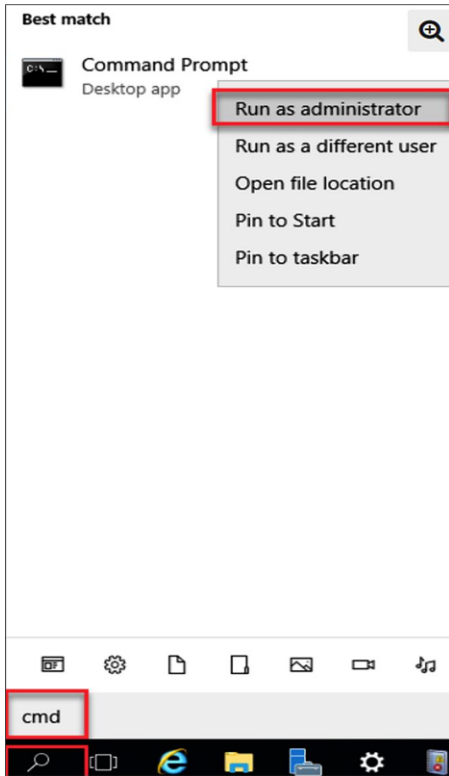 Best match
Command Prompt
Desktop app
Run as administrator
Run as a different user
Open file location
Pin to Start
Pin to taskbar
cmd